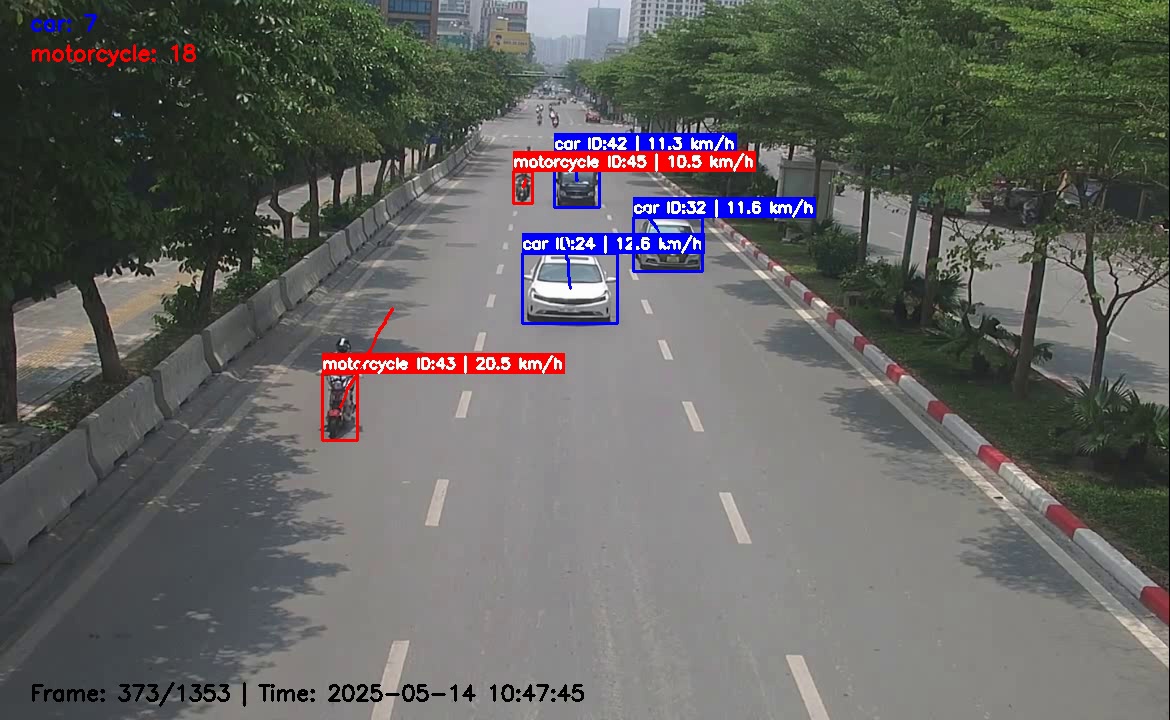 car: 7
motorcycle: 18
car ID:42 | 11.3 km/h
motorcycle ID:45 | 10.5 km/h
car ID:32 | 11.6 km/h
car ID:24 | 12.6 km/h
motorcycle ID:43 | 20.5 km/h
Frame: 373/1353 | Time: 2025-05-14 10:47:45